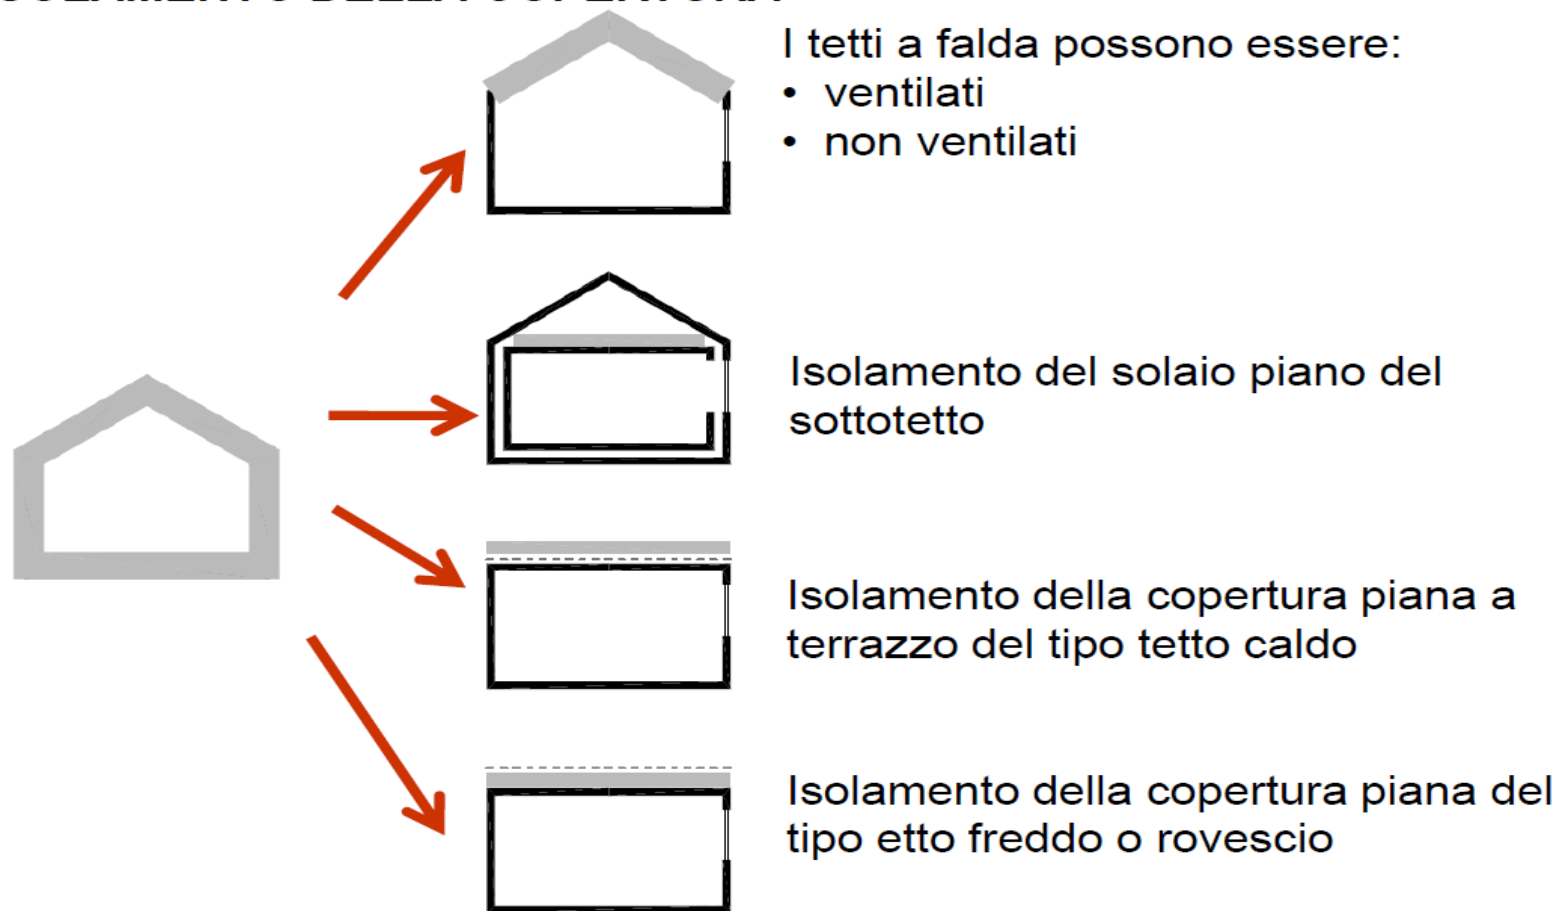 I tetti a falda possono essere:
• ventilati
• non ventilati
Isolamento del solaio piano del
sottotetto
Isolamento della copertura piana a
terrazzo del tipo tetto caldo
Isolamento della copertura piana del
tipo etto freddo o rovescio